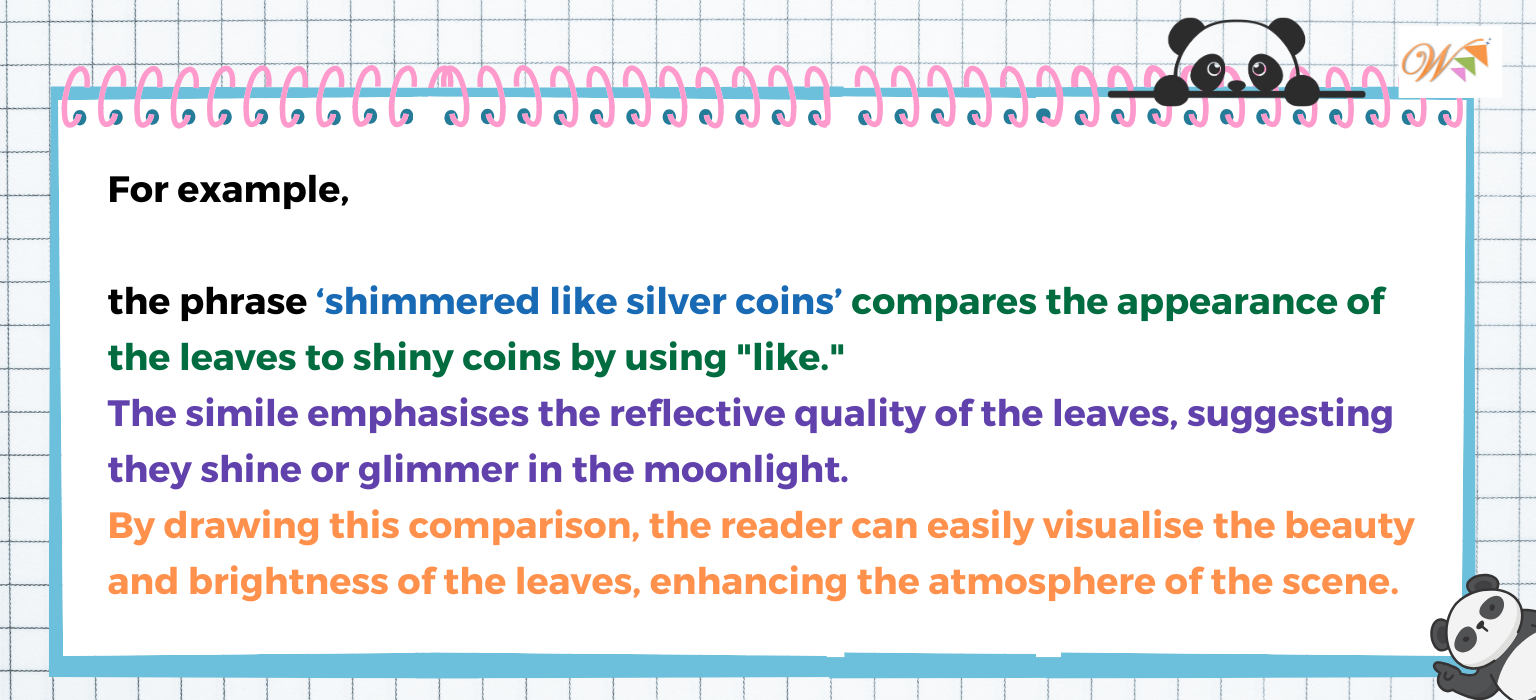 W
For example,
the phrase ‘shimmered like silver coins’ compares the appearance of
the leaves to shiny coins by using "like."
The simile emphasises the reflective quality of the leaves, suggesting
they shine or glimmer in the moonlight.
By drawing this comparison, the reader can easily visualise the beauty
and brightness of the leaves, enhancing the atmosphere of the scene.